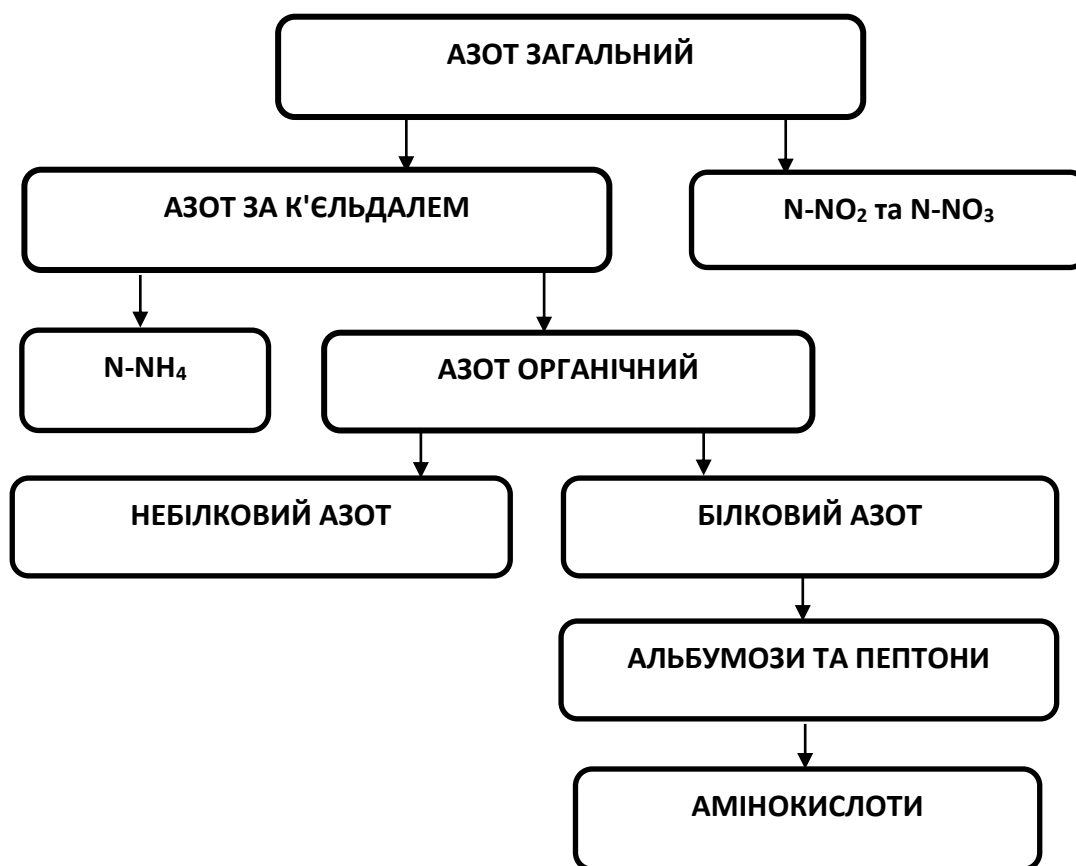 АЗОТ ЗАГАЛЬНИЙ
АЗОТ ЗА К'ЄЛЬДАЛЕМ
N-NO₂ та N-NO₃
N-NH₄
АЗОТ ОРГАНІЧНИЙ
НЕБІЛКОВИЙ АЗОТ
БІЛКОВИЙ АЗОТ
АЛЬБУМОЗИ ТА ПЕПТОНИ
АМІНОКИСЛОТИ